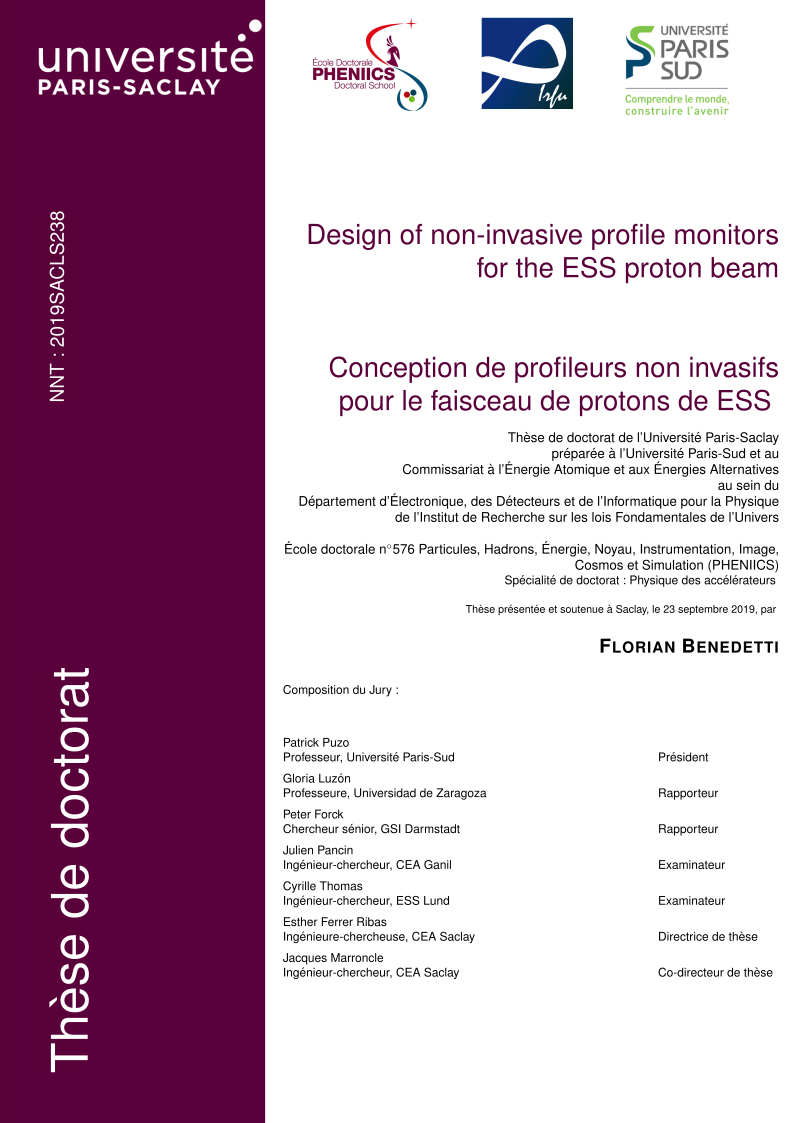 université
PARIS-SACLAY
École Doctorale
PHENIICS
Doctoral School
Irfu
UNIVERSITÉ
PARIS
SUD
Comprendre le monde,
construire l'avenir
NNT : 2019SACLS238
Thèse de doctorat
Design of non-invasive profile monitors
for the ESS proton beam
Conception de profileurs non invasifs
pour le faisceau de protons de ESS
Thèse de doctorat de l'Université Paris-Saclay
préparée à l'Université Paris-Sud et au
Commissariat à l'Énergie Atomique et aux Énergies Alternatives
au sein du
Département d'Électronique, des Détecteurs et de l'Informatique pour la Physique
de l'Institut de Recherche sur les lois Fondamentales de l'Univers
École doctorale n°576 Particules, Hadrons, Énergie, Noyau, Instrumentation, Image,
Cosmos et Simulation (PHENIICS)
Spécialité de doctorat : Physique des accélérateurs
Thèse présentée et soutenue à Saclay, le 23 septembre 2019, par
FLORIAN BENEDETTI
Composition du Jury :
Patrick Puzo
Professeur, Université Paris-Sud Président
Gloria Luzón
Professeure, Universidad de Zaragoza Rapporteur
Peter Forck
Chercheur sénior, GSI Darmstadt Rapporteur
Julien Pancin
Ingénieur-chercheur, CEA Ganil Examinateur
Cyrille Thomas
Ingénieur-chercheur, ESS Lund Examinateur
Esther Ferrer Ribas
Ingénieure-chercheuse, CEA Saclay Directrice de thèse
Jacques Marroncle
Ingénieur-chercheur, CEA Saclay Co-directeur de thèse